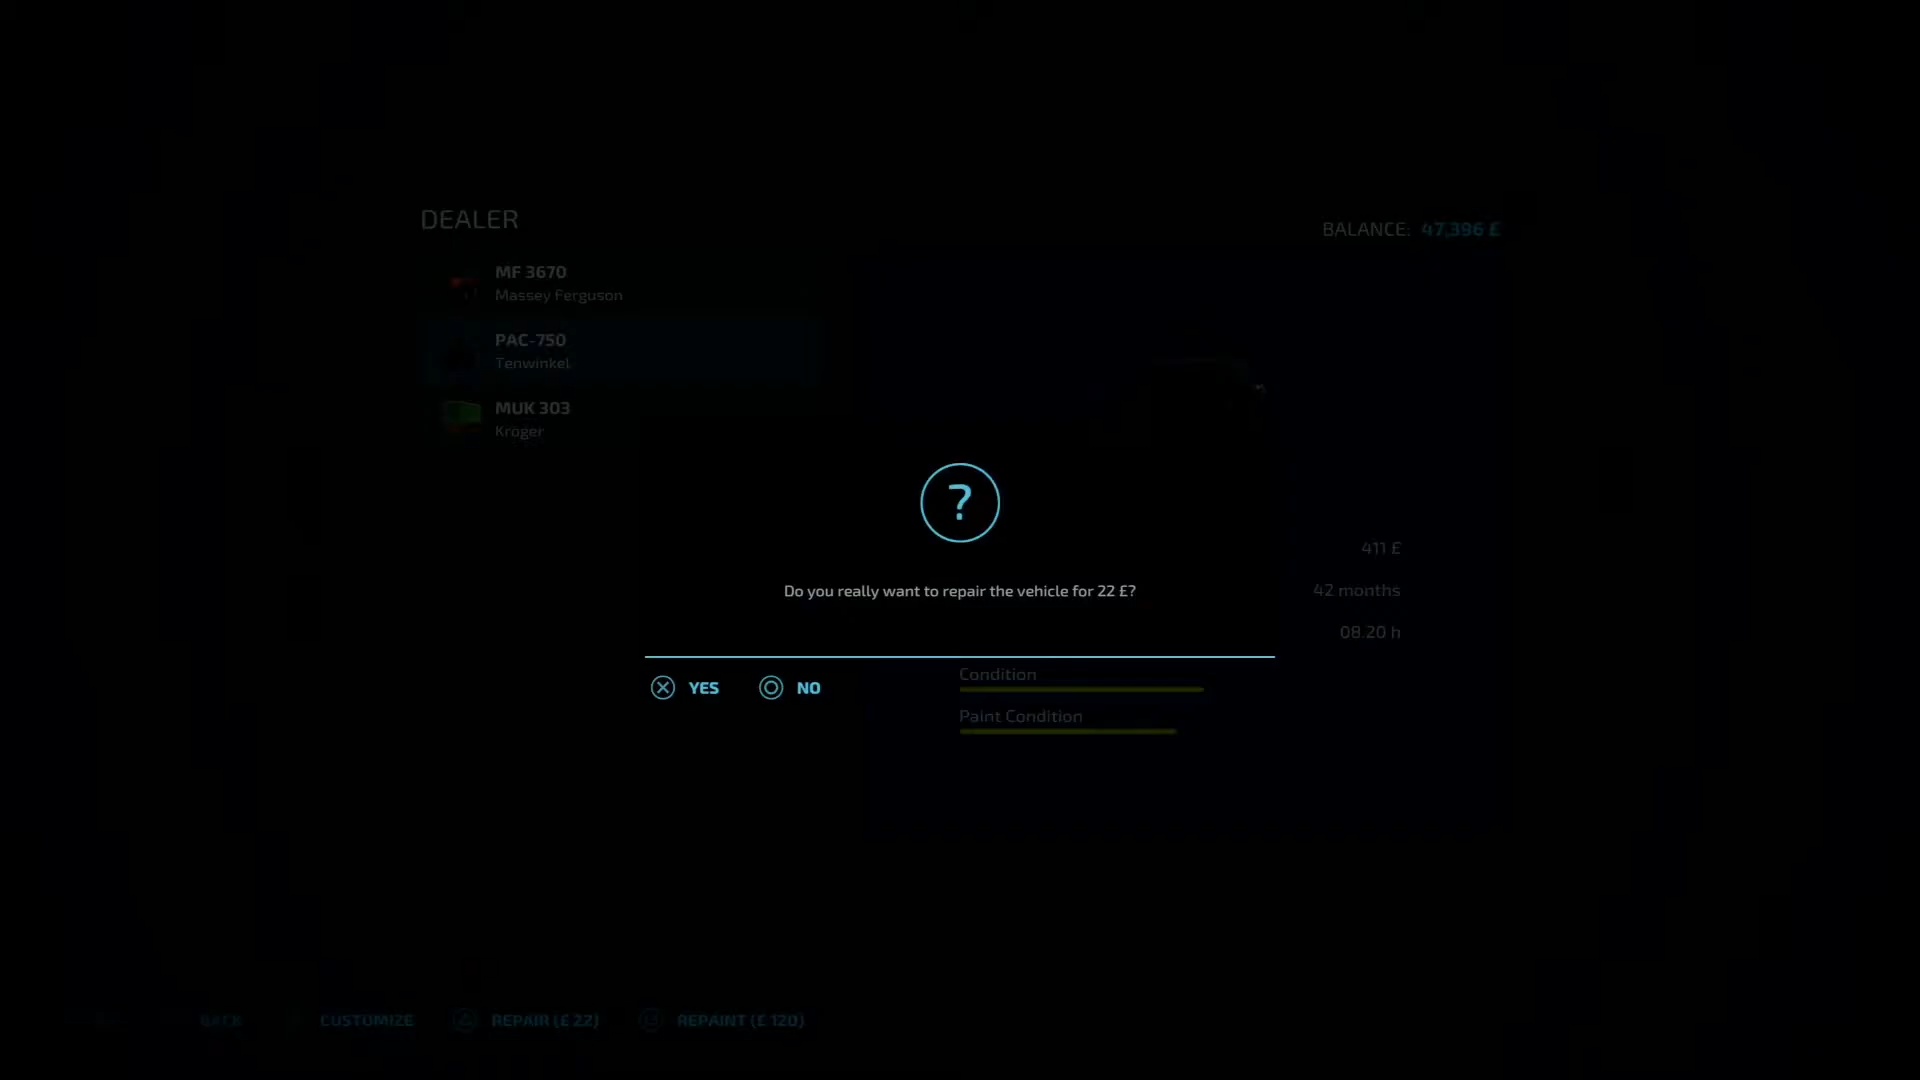 DEALER
BALANCE: 47,396 £
MF 3670
Massey Ferguson
PAC-750
Tenwinkel
MUK 303
Kröger
?
Do you really want to repair the vehicle for 22 £?
411 £
42 months
08.20 h
YES NO
Condition
Paint Condition
BACK CUSTOMIZE REPAIR (£ 22) REPAINT (£ 120)